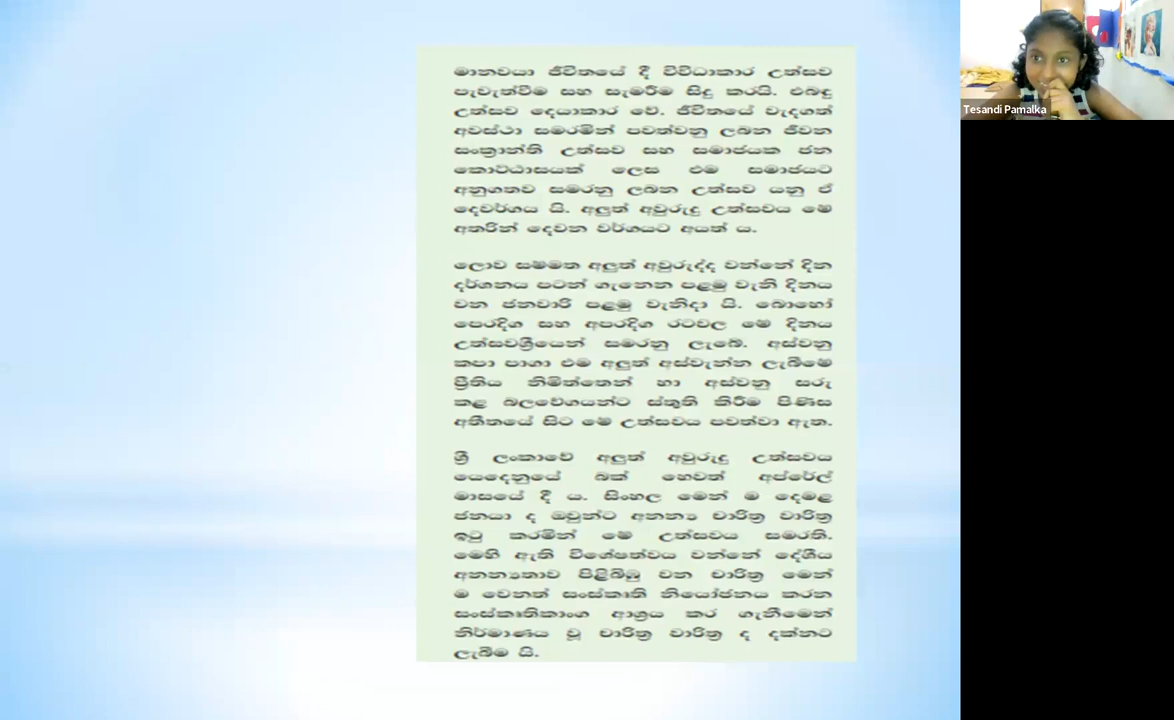 මානවයා ජීවිතයේ දී විවිධාකාර උත්සව
පැවැත්වීම සහ සැමරීම සිදු කරයි. එබඳු
උත්සව දෙයාකාර වේ. ජීවිතයේ වැදගත්
අවස්ථා සමරමින් පවත්වනු ලබන ජීවන
සංක්‍රාන්ති උත්සව සහ සමාජයක ජන
කොට්ඨාසයක් ලෙස එම සමාජයට
අනුගතව සමරනු ලබන උත්සව යනු ඒ
දෙවර්ගය යි. අලුත් අවුරුදු උත්සවය මේ
අතරින් දෙවන වර්ගයට අයත් ය.
ලොව සම්මත අලුත් අවුරුද්ද වන්නේ දින
දර්ශනය පටන් ගැනෙන පළමු වැනි දිනය
වන ජනවාරි පළමු වැනිදා යි. බොහෝ
පෙරදිග සහ අපරදිග රටවල මේ දිනය
උත්සවශ්‍රීයෙන් සමරනු ලැබේ. අස්වනු
කපා පාගා එම අලුත් අස්වැන්න ලැබීමේ
ප්‍රීතිය නිමිත්තෙන් හා අස්වනු සරු
කළ බලවේගයන්ට ස්තුති කිරීම පිණිස
අතීතයේ සිට මේ උත්සවය පවත්වා ඇත.
ශ්‍රී ලංකාවේ අලුත් අවුරුදු උත්සවය
යෙදෙනුයේ බක් හෙවත් අප්රේල්
මාසයේ දී ය. සිංහල මෙන් ම දෙමළ
ජනයා ද ඔවුන්ට අනන්‍ය චාරිත්‍ර වාරිත්‍ර
ඉටු කරමින් මේ උත්සවය සමරති.
මෙහි ඇති විශේෂත්වය වන්නේ දේශීය
අනන්‍යතාව පිළිබිඹු වන චාරිත්‍ර මෙන්
ම වෙනත් සංස්කෘති නියෝජනය කරන
සංස්කෘතිකාංග ආශ්‍රය කර ගැනීමෙන්
නිර්මාණය වූ චාරිත්‍ර වාරිත්‍ර ද දක්නට
ලැබීම යි.
Tesandi Pamalka